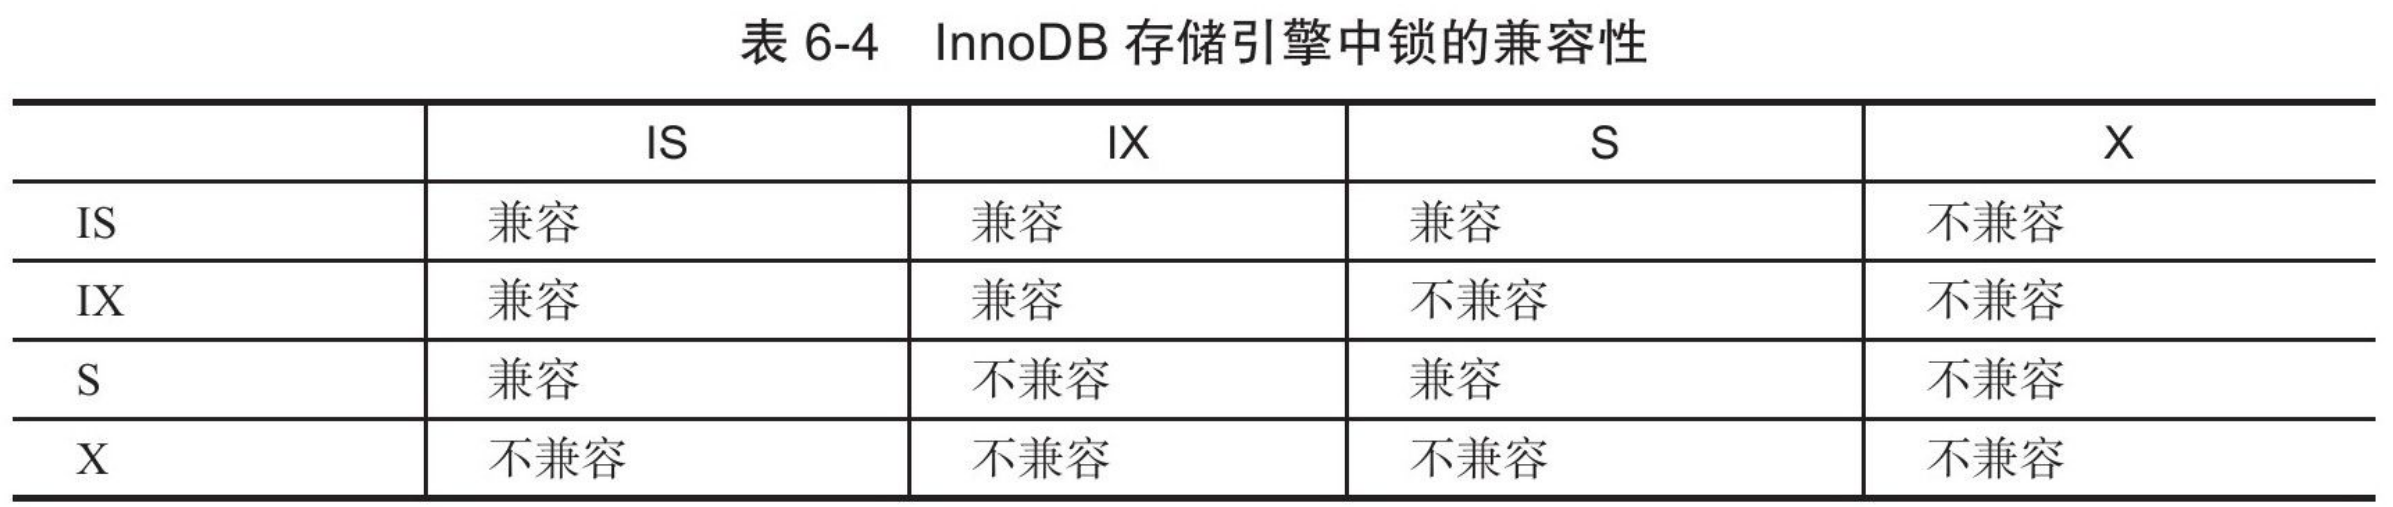 表 6-4 InnoDB 存储引擎中锁的兼容性
IS IX S X
IS 兼容 兼容 兼容 不兼容
IX 兼容 兼容 不兼容 不兼容
S 兼容 不兼容 兼容 不兼容
X 不兼容 不兼容 不兼容 不兼容